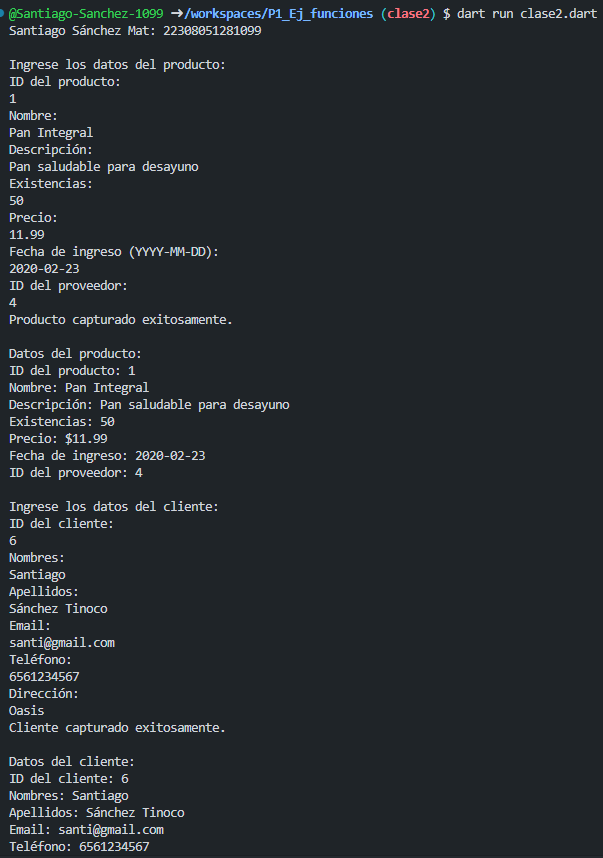 @Santiago-Sanchez-1099 ➜/workspaces/P1_Ej_funciones (clase2) $ dart run clase2.dart
Santiago Sánchez Mat: 22308051281099
Ingrese los datos del producto:
ID del producto:
1
Nombre:
Pan Integral
Descripción:
Pan saludable para desayuno
Existencias:
50
Precio:
11.99
Fecha de ingreso (YYYY-MM-DD):
2020-02-23
ID del proveedor:
4
Producto capturado exitosamente.
Datos del producto:
ID del producto: 1
Nombre: Pan Integral
Descripción: Pan saludable para desayuno
Existencias: 50
Precio: $11.99
Fecha de ingreso: 2020-02-23
ID del proveedor: 4
Ingrese los datos del cliente:
ID del cliente:
6
Nombres:
Santiago
Apellidos:
Sánchez Tinoco
Email:
santi@gmail.com
Teléfono:
6561234567
Dirección:
Oasis
Cliente capturado exitosamente.
Datos del cliente:
ID del cliente: 6
Nombres: Santiago
Apellidos: Sánchez Tinoco
Email: santi@gmail.com
Teléfono: 6561234567